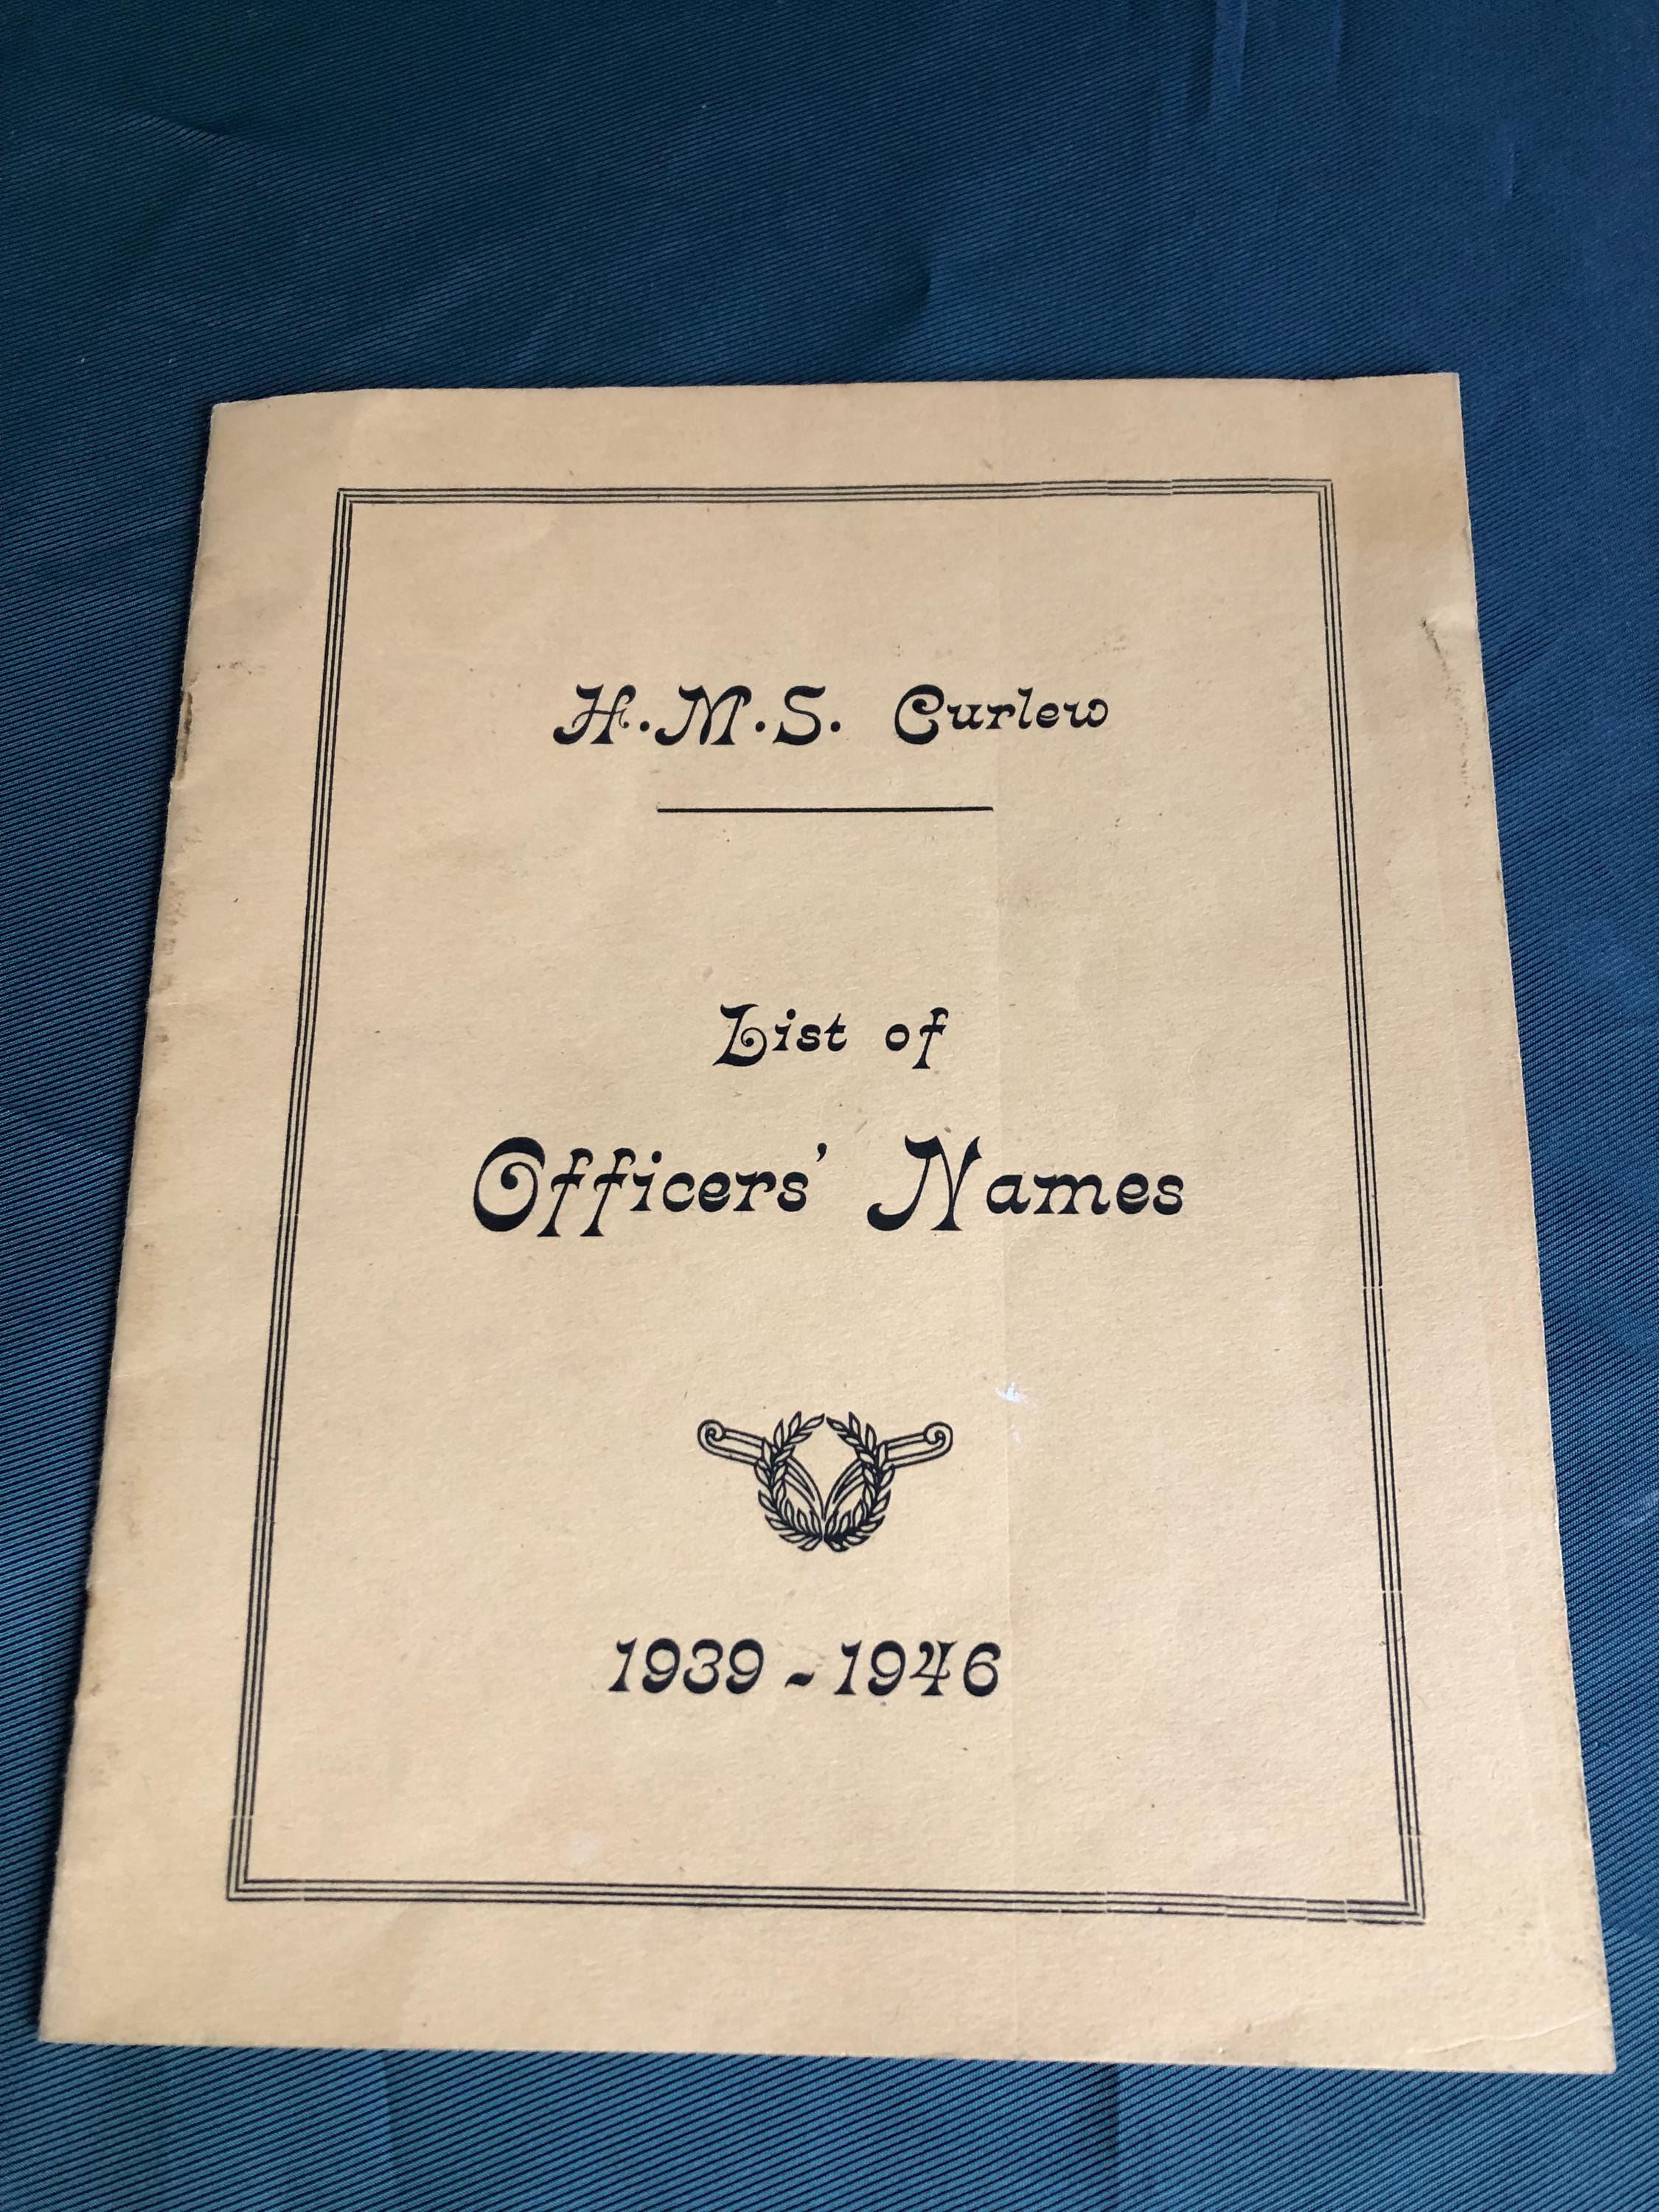 H.M.S. Curlew
List of
Officers' Names
1939 - 1946